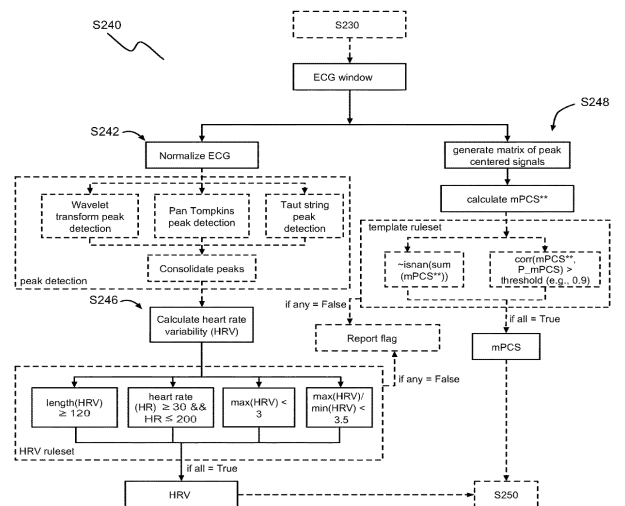 S240
S230
ECG window
S248
S242
Normalize ECG
generate matrix of peak
centered signals
Wavelet
transform peak
detection
Pan Tompkins
peak detection
Taut string
peak
detection
Consolidate peaks
peak detection
calculate mPCS**
template ruleset
~isnan(sum
(mPCS**))
corr(mPCS**,
P_mPCS) >
threshold (e.g., 0.9)
S246
Calculate heart rate
variability (HRV)
if any = False
Report flag
if all = True
mPCS
if any = False
length(HRV)
≥ 120
heart rate
(HR) ≥ 30 &&
HR ≤ 200
max(HRV) <
3
max(HRV)/
min(HRV) <
3.5
HRV ruleset
if all = True
HRV
S250